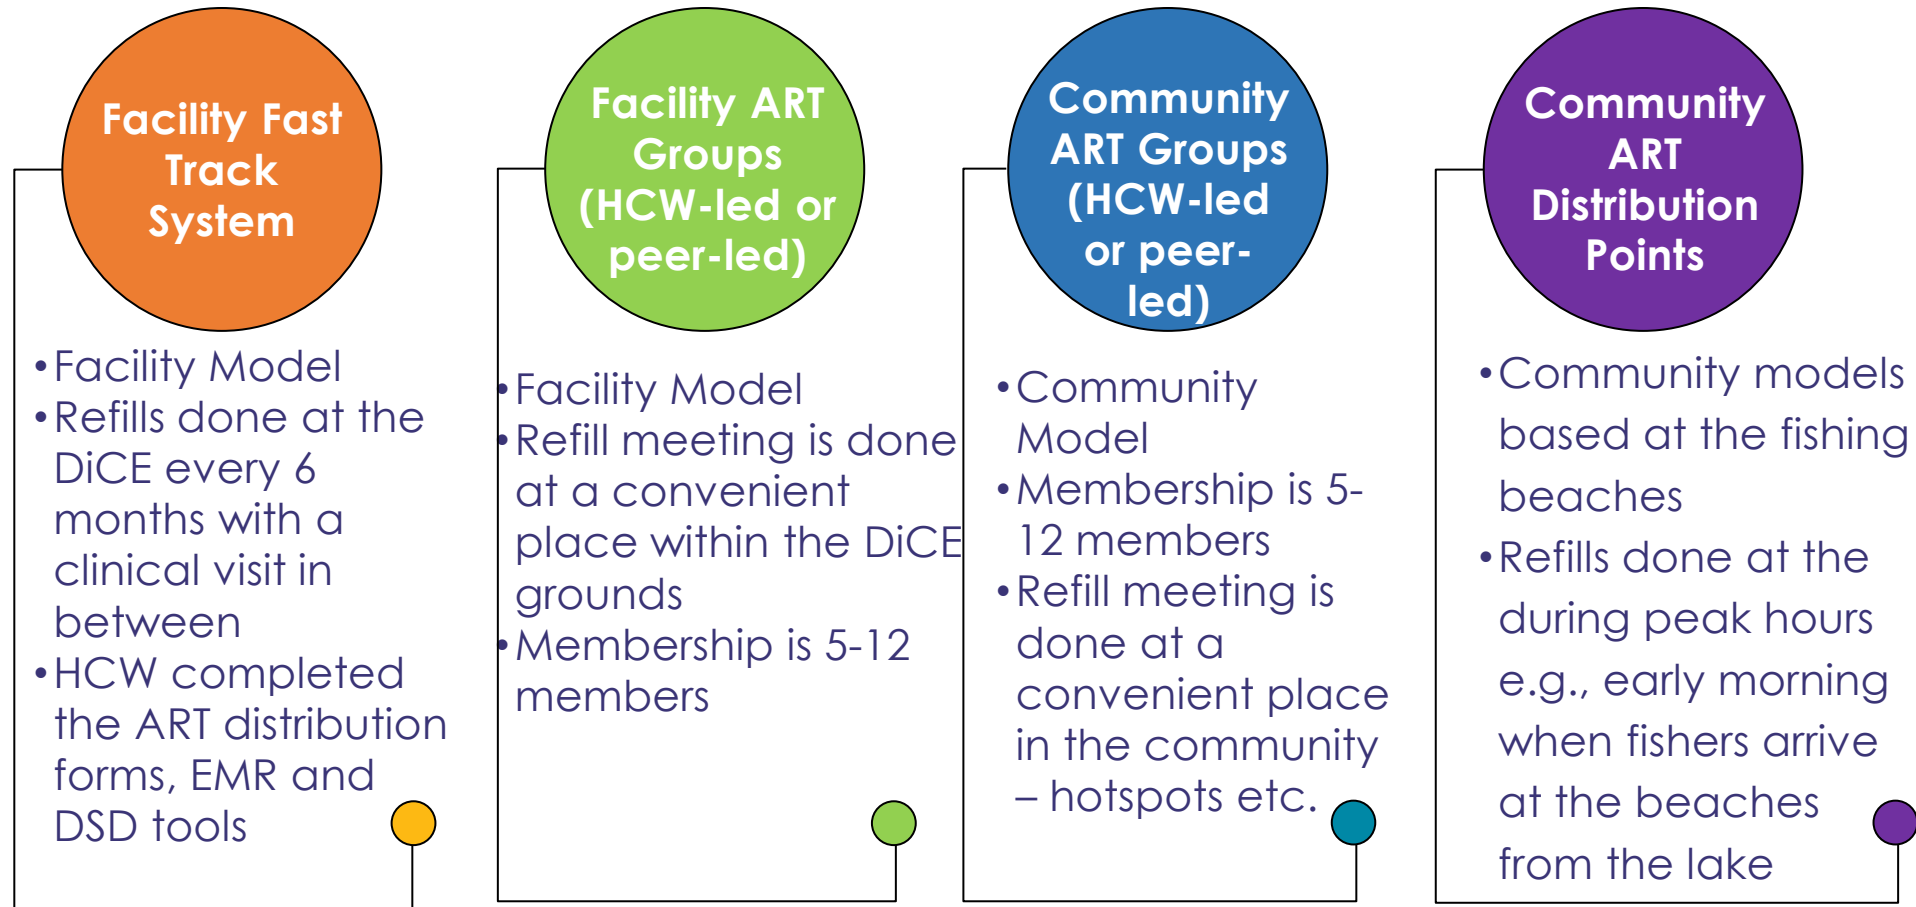 Facility Fast
Track
System
•Facility Model
•Refills done at the
DiCE every 6
months with a
clinical visit in
between
•HCW completed
the ART distribution
forms, EMR and
DSD tools
Facility ART
Groups
(HCW-led or
peer-led)
•Facility Model
•Refill meeting is done
at a convenient
place within the DiCE
grounds
•Membership is 5-12
members
Community
ART Groups
(HCW-led
or peer-
led)
•Community
Model
•Membership is 5-
12 members
•Refill meeting is
done at a
convenient place
in the community
– hotspots etc.
Community
ART
Distribution
Points
•Community models
based at the fishing
beaches
•Refills done at the
during peak hours
e.g., early morning
when fishers arrive
at the beaches
from the lake